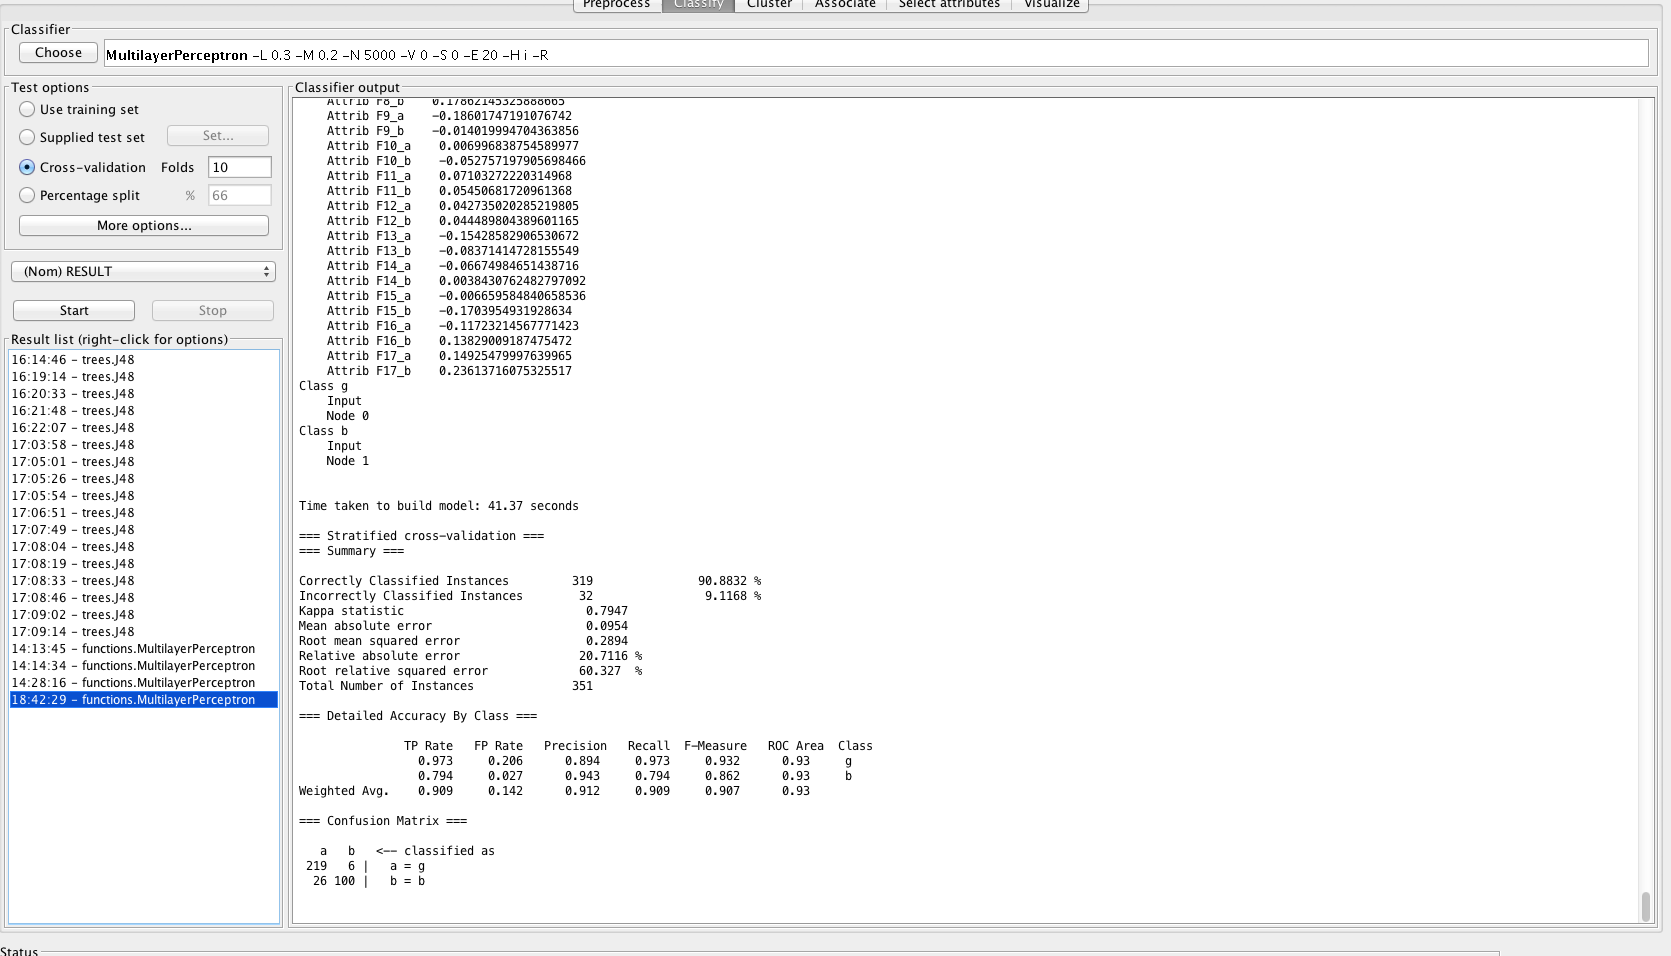 Preprocess Classify Cluster Associate Select attributes Visualize
Classifier
Choose MultilayerPerceptron -L 0.3 -M 0.2 -N 5000 -V 0 -S 0 -E 20 -H i -R
Test options
Use training set
Supplied test set Set...
Cross-validation Folds 10
Percentage split % 66
More options...
(Nom) RESULT
Start Stop
Result list (right-click for options)
16:14:46 - trees.J48
16:19:14 - trees.J48
16:20:33 - trees.J48
16:21:48 - trees.J48
16:22:07 - trees.J48
17:03:58 - trees.J48
17:05:01 - trees.J48
17:05:26 - trees.J48
17:05:54 - trees.J48
17:06:51 - trees.J48
17:07:49 - trees.J48
17:08:04 - trees.J48
17:08:19 - trees.J48
17:08:33 - trees.J48
17:08:46 - trees.J48
17:09:02 - trees.J48
17:09:14 - trees.J48
14:13:45 - functions.MultilayerPerceptron
14:14:34 - functions.MultilayerPerceptron
14:28:16 - functions.MultilayerPerceptron
18:42:29 - functions.MultilayerPerceptron
Classifier output
Attrib F8_b 0.17862145325888665
Attrib F9_a -0.18601747191076742
Attrib F9_b -0.014019994704363856
Attrib F10_a 0.006996838754589977
Attrib F10_b -0.052757197905698466
Attrib F11_a 0.07103272220314968
Attrib F11_b 0.05450681720961368
Attrib F12_a 0.042735020285219805
Attrib F12_b 0.044489804389601165
Attrib F13_a -0.15428582906530672
Attrib F13_b -0.08371414728155549
Attrib F14_a -0.06674984651438716
Attrib F14_b 0.0038430762482797092
Attrib F15_a -0.006659584840658536
Attrib F15_b -0.1703954931928634
Attrib F16_a -0.11723214567771423
Attrib F16_b 0.13829009187475472
Attrib F17_a 0.14925479997639965
Attrib F17_b 0.23613716075325517
Class g
Input
Node 0
Class b
Input
Node 1
Time taken to build model: 41.37 seconds
=== Stratified cross-validation ===
=== Summary ===
Correctly Classified Instances 319 90.8832 %
Incorrectly Classified Instances 32 9.1168 %
Kappa statistic 0.7947
Mean absolute error 0.0954
Root mean squared error 0.2894
Relative absolute error 20.7116 %
Root relative squared error 60.327 %
Total Number of Instances 351
=== Detailed Accuracy By Class ===
TP Rate FP Rate Precision Recall F-Measure ROC Area Class
0.973 0.206 0.894 0.973 0.932 0.93 g
0.794 0.027 0.943 0.794 0.862 0.93 b
Weighted Avg. 0.909 0.142 0.912 0.909 0.907 0.93
=== Confusion Matrix ===
a b <-- classified as
219 6 | a = g
26 100 | b = b
Status